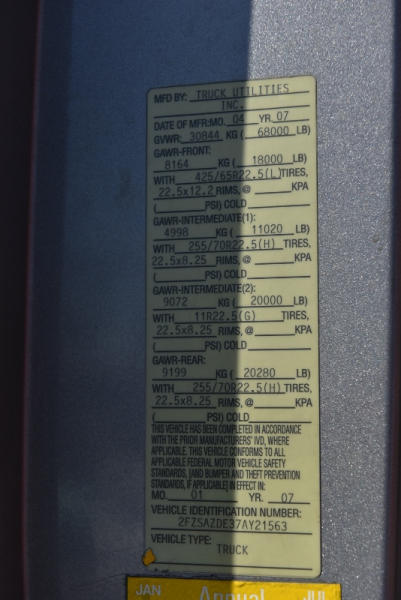 MFD BY: TRUCK UTILITIES
INC.
DATE OF MFR:MO. 04 YR. 07
GVWR: 30844 KG ( 68000 LB)
GAWR-FRONT:
8164 KG ( 18000 LB)
WITH 425/65R22.5(L) TIRES,
22.5x12.2 RIMS, @ KPA
( PSI) COLD
GAWR-INTERMEDIATE(1):
4998 KG ( 11020 LB)
WITH 255/70R22.5(H) TIRES,
22.5x8.25 RIMS, @ KPA
( PSI) COLD
GAWR-INTERMEDIATE(2):
9072 KG ( 20000 LB)
WITH 11R22.5(G) TIRES,
22.5x8.25 RIMS, @ KPA
( PSI) COLD
GAWR-REAR:
9199 KG ( 20280 LB)
WITH 255/70R22.5(H) TIRES,
22.5x8.25 RIMS, @ KPA
( PSI) COLD
THIS VEHICLE HAS BEEN COMPLETED IN ACCORDANCE
WITH THE PRIOR MANUFACTURERS' IVD, WHERE
APPLICABLE. THIS VEHICLE CONFORMS TO ALL
APPLICABLE FEDERAL MOTOR VEHICLE SAFETY
STANDARDS, [AND BUMPER AND THEFT PREVENTION
STANDARDS, IF APPLICABLE] IN EFFECT IN:
MO. 01 YR. 07
VEHICLE IDENTIFICATION NUMBER:
2FZSAZDE37AY21563
VEHICLE TYPE:
TRUCK
JAN Annual JUL